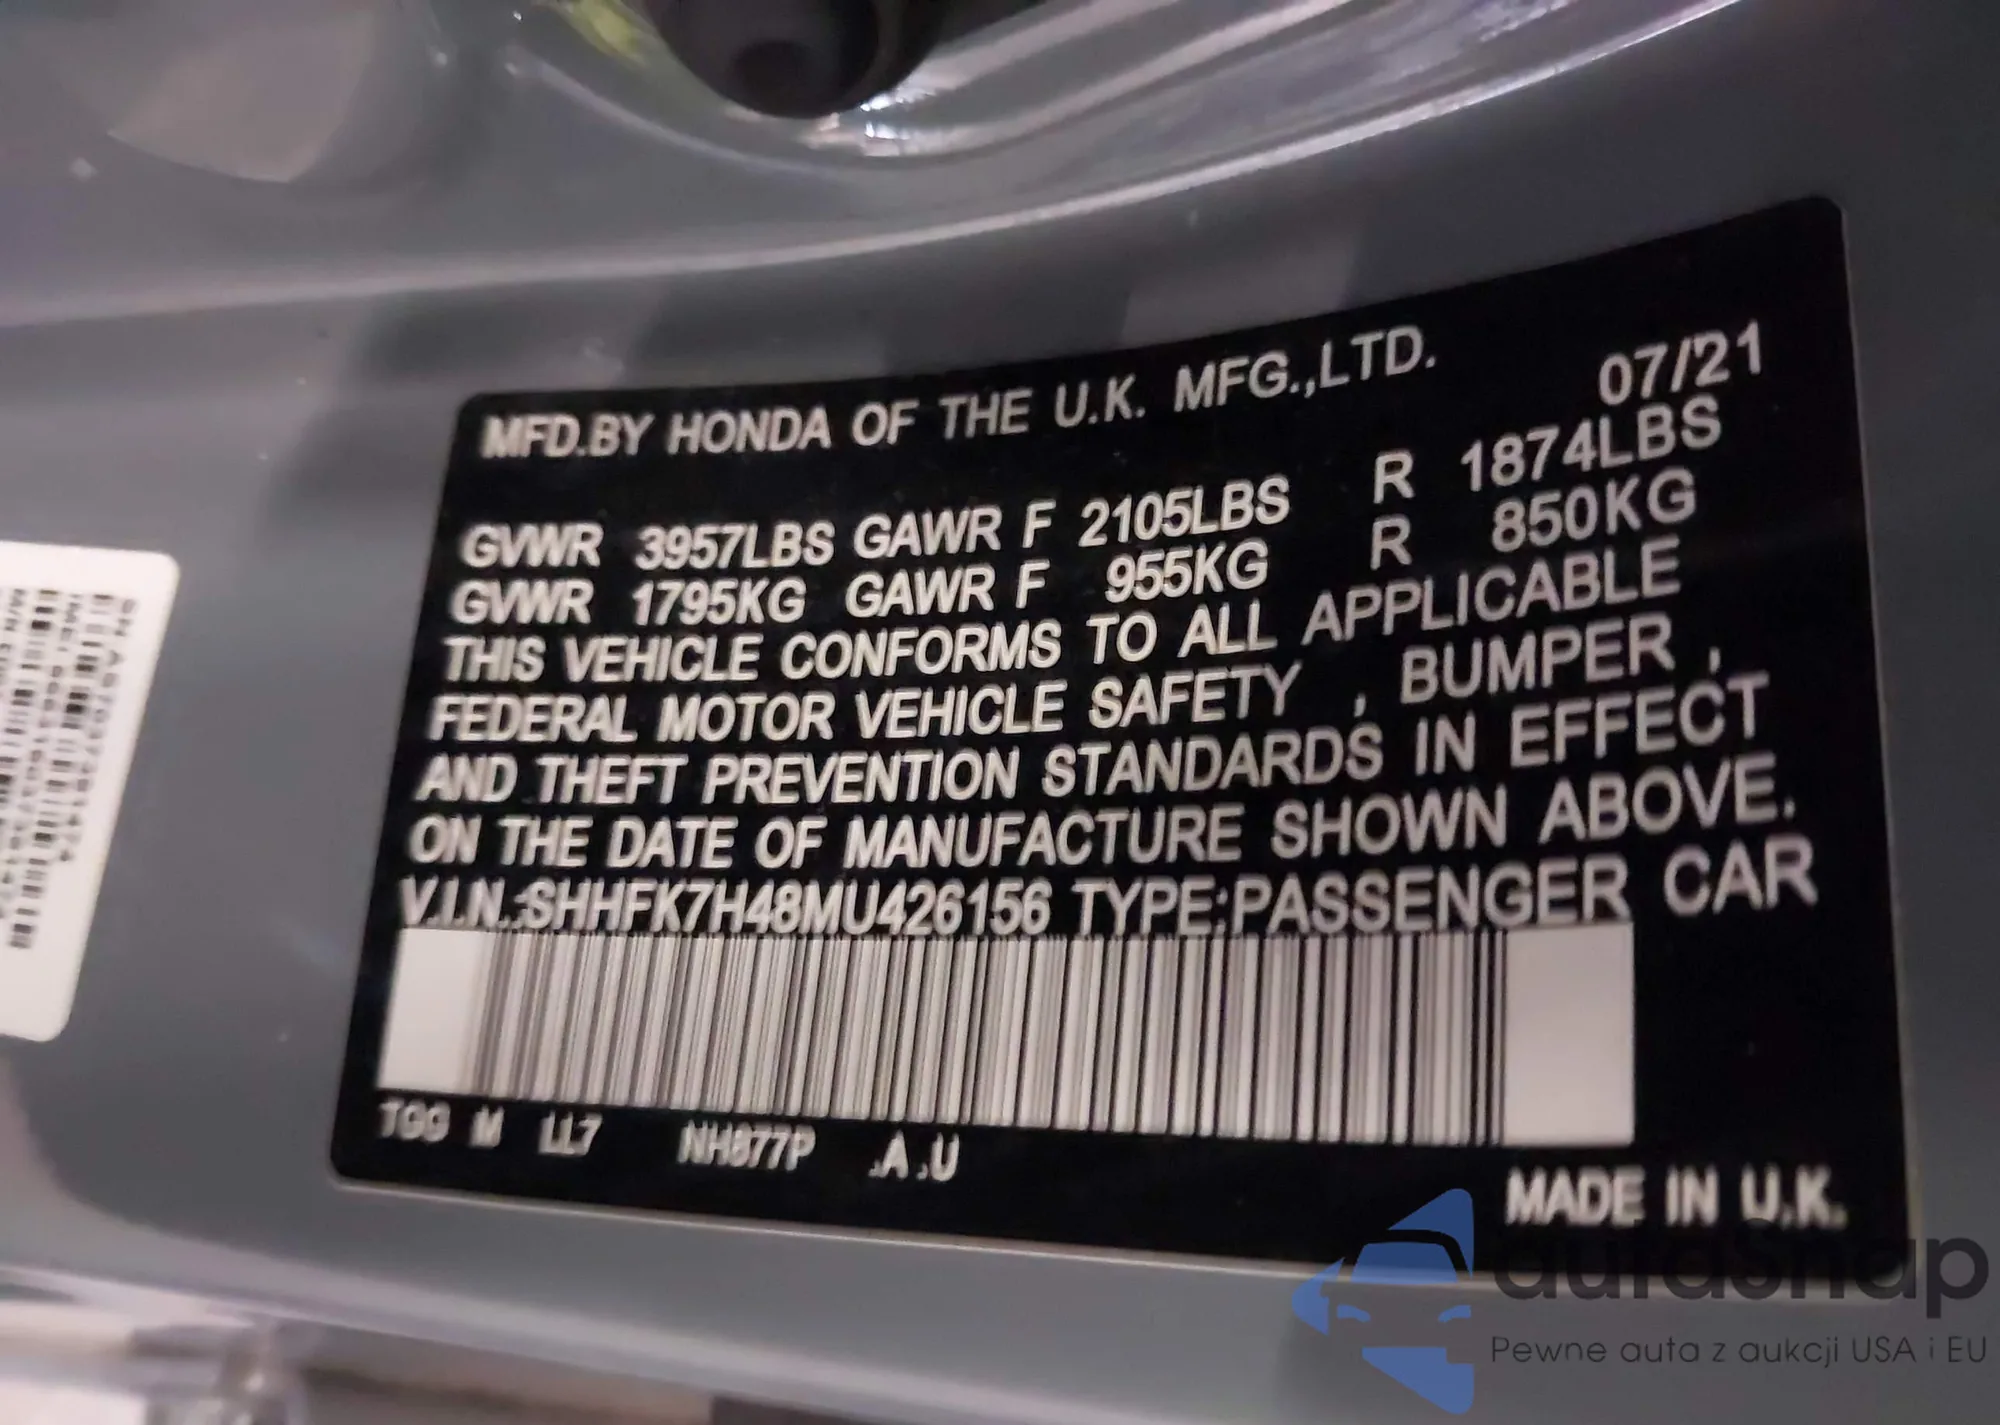 MFD.BY HONDA OF THE U.K. MFG.,LTD. 07/21
GVWR 3957LBS GAWR F 2105LBS R 1874LBS
GVWR 1795KG GAWR F 955KG R 850KG
THIS VEHICLE CONFORMS TO ALL APPLICABLE
FEDERAL MOTOR VEHICLE SAFETY , BUMPER ,
AND THEFT PREVENTION STANDARDS IN EFFECT
ON THE DATE OF MANUFACTURE SHOWN ABOVE.
V.I.N.:SHHFK7H48MU426156 TYPE:PASSENGER CAR
TGG M LL7 NH877P .A .U
MADE IN U.K.
autaSnap
Pewne auta z aukcji USA i EU